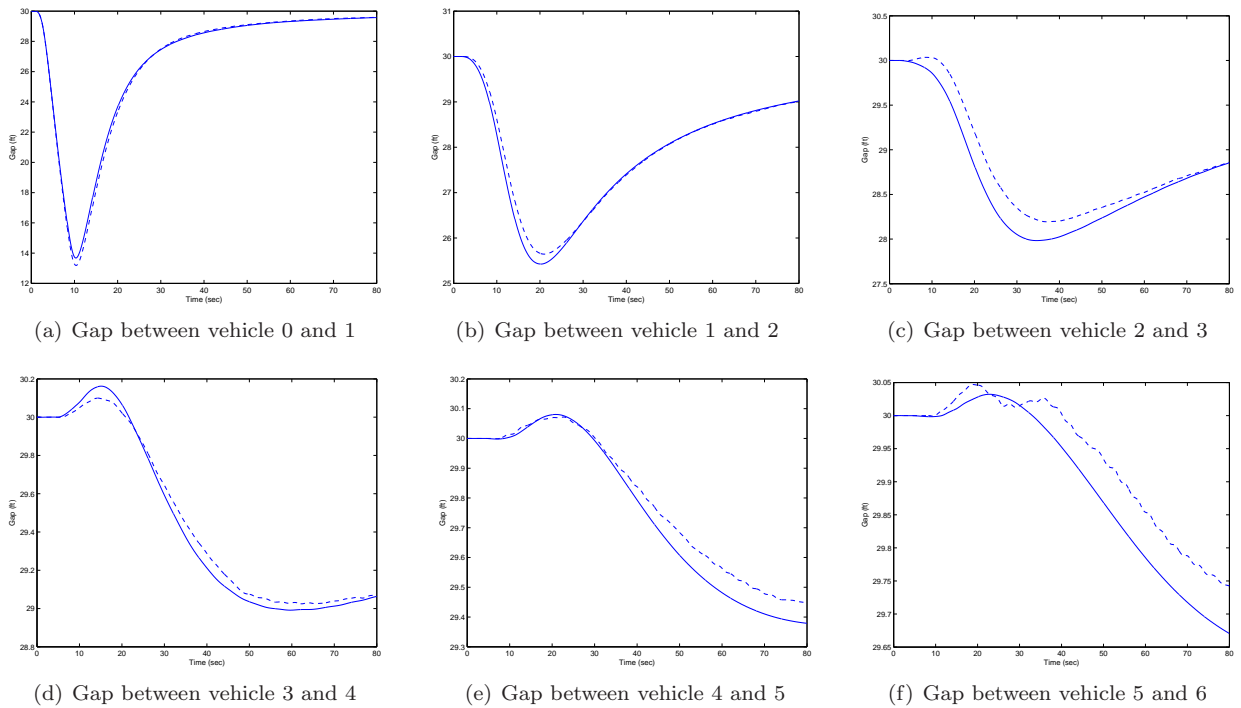 30
28
26
24
22
20
18
16
14
12
Gap (ft)
0 10 20 30 40 50 60 70 80
Time (sec)
(a) Gap between vehicle 0 and 1
31
30
29
28
27
26
25
Gap (ft)
0 10 20 30 40 50 60 70 80
Time (sec)
(b) Gap between vehicle 1 and 2
30.5
30
29.5
29
28.5
28
27.5
Gap (ft)
0 10 20 30 40 50 60 70 80
Time (sec)
(c) Gap between vehicle 2 and 3
30.2
30
29.8
29.6
29.4
29.2
29
28.8
Gap (ft)
0 10 20 30 40 50 60 70 80
Time (sec)
(d) Gap between vehicle 3 and 4
30.2
30.1
30
29.9
29.8
29.7
29.6
29.5
29.4
29.3
Gap (ft)
0 10 20 30 40 50 60 70 80
Time (sec)
(e) Gap between vehicle 4 and 5
30.05
30
29.95
29.9
29.85
29.8
29.75
29.7
29.65
Gap (ft)
0 10 20 30 40 50 60 70 80
Time (sec)
(f) Gap between vehicle 5 and 6